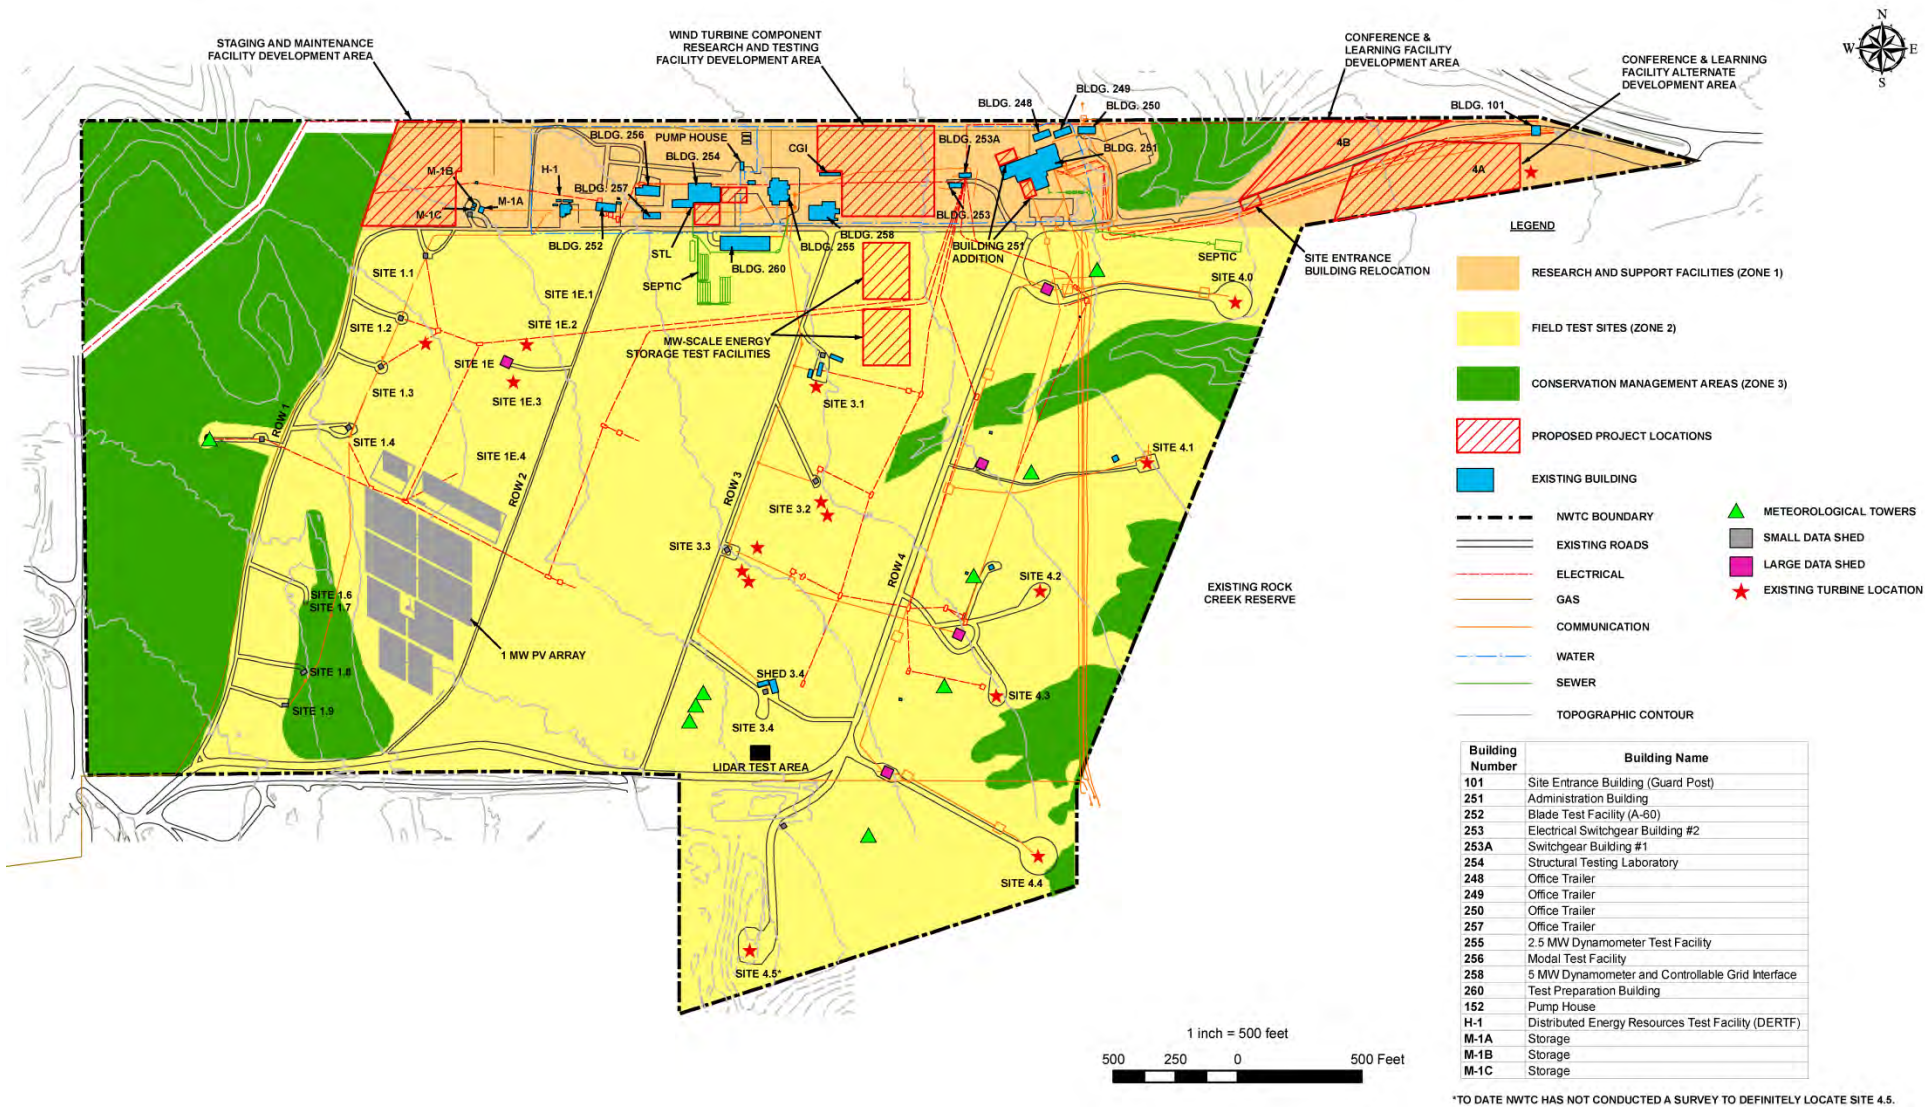 N
W E
S
STAGING AND MAINTENANCE
FACILITY DEVELOPMENT AREA
WIND TURBINE COMPONENT
RESEARCH AND TESTING
FACILITY DEVELOPMENT AREA
CONFERENCE &
LEARNING FACILITY
DEVELOPMENT AREA
CONFERENCE & LEARNING
FACILITY ALTERNATE
DEVELOPMENT AREA
BLDG. 248
BLDG. 249
BLDG. 250
BLDG. 101
BLDG. 256
PUMP HOUSE
BLDG. 254
CGI
BLDG. 253A
BLDG. 251
4B
4A
M-1B
H-1
BLDG. 257
M-1A
M-1C
BLDG. 252
STL
BLDG. 260
BLDG. 255
BLDG. 258
BLDG. 253
BUILDING 251
ADDITION
SEPTIC
SEPTIC
SITE ENTRANCE
BUILDING RELOCATION
SITE 1.1
SITE 1E.1
SITE 1.2
SITE 1E.2
SITE 1E
SITE 1.3
SITE 1E.3
MW-SCALE ENERGY
STORAGE TEST FACILITIES
SITE 4.0
SITE 3.1
ROW 1
SITE 1.4
SITE 1E.4
ROW 2
ROW 3
SITE 3.2
SITE 4.1
SITE 3.3
ROW 4
SITE 4.2
EXISTING ROCK
CREEK RESERVE
SITE 1.6
SITE 1.7
1 MW PV ARRAY
SITE 1.8
SITE 1.9
SHED 3.4
SITE 3.4
SITE 4.3
LIDAR TEST AREA
SITE 4.4
SITE 4.5*
LEGEND
RESEARCH AND SUPPORT FACILITIES (ZONE 1)
FIELD TEST SITES (ZONE 2)
CONSERVATION MANAGEMENT AREAS (ZONE 3)
PROPOSED PROJECT LOCATIONS
EXISTING BUILDING
NWTC BOUNDARY
EXISTING ROADS
ELECTRICAL
GAS
COMMUNICATION
WATER
SEWER
TOPOGRAPHIC CONTOUR
METEOROLOGICAL TOWERS
SMALL DATA SHED
LARGE DATA SHED
EXISTING TURBINE LOCATION
Building Number Building Name
101 Site Entrance Building (Guard Post)
251 Administration Building
252 Blade Test Facility (A-60)
253 Electrical Switchgear Building #2
253A Switchgear Building #1
254 Structural Testing Laboratory
248 Office Trailer
249 Office Trailer
250 Office Trailer
257 Office Trailer
255 2.5 MW Dynamometer Test Facility
256 Modal Test Facility
258 5 MW Dynamometer and Controllable Grid Interface
260 Test Preparation Building
152 Pump House
H-1 Distributed Energy Resources Test Facility (DERTF)
M-1A Storage
M-1B Storage
M-1C Storage
1 inch = 500 feet
500 250 0 500 Feet
*TO DATE NWTC HAS NOT CONDUCTED A SURVEY TO DEFINITELY LOCATE SITE 4.5.